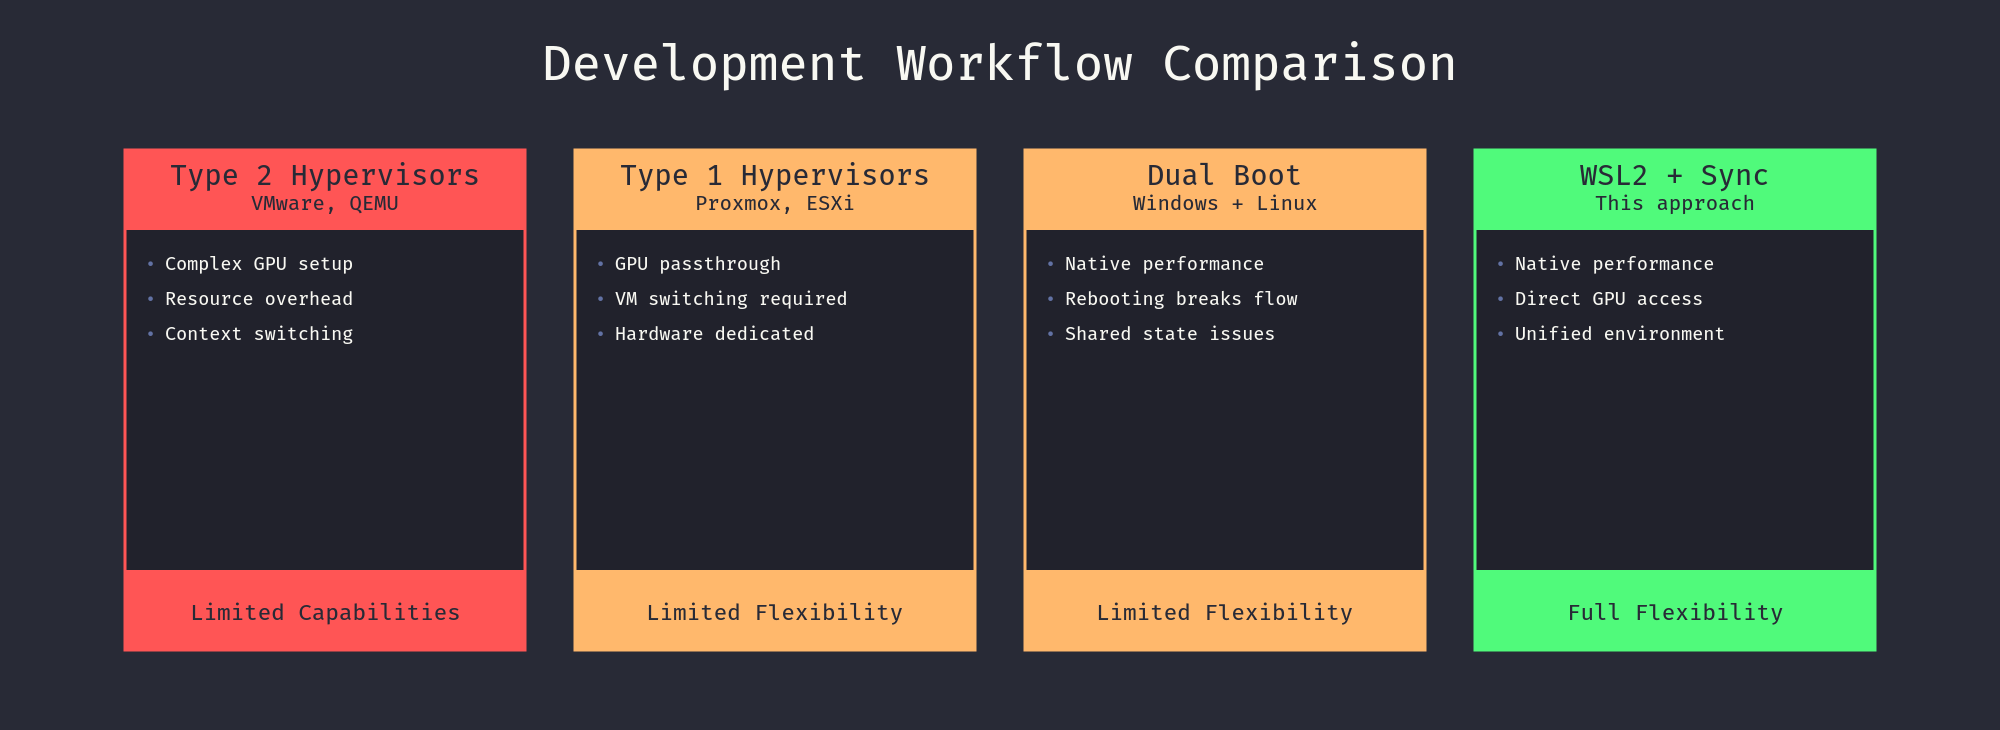 Development Workflow Comparison
Type 2 Hypervisors
VMware, QEMU
• Complex GPU setup
• Resource overhead
• Context switching
Limited Capabilities
Type 1 Hypervisors
Proxmox, ESXi
• GPU passthrough
• VM switching required
• Hardware dedicated
Limited Flexibility
Dual Boot
Windows + Linux
• Native performance
• Rebooting breaks flow
• Shared state issues
Limited Flexibility
WSL2 + Sync
This approach
• Native performance
• Direct GPU access
• Unified environment
Full Flexibility